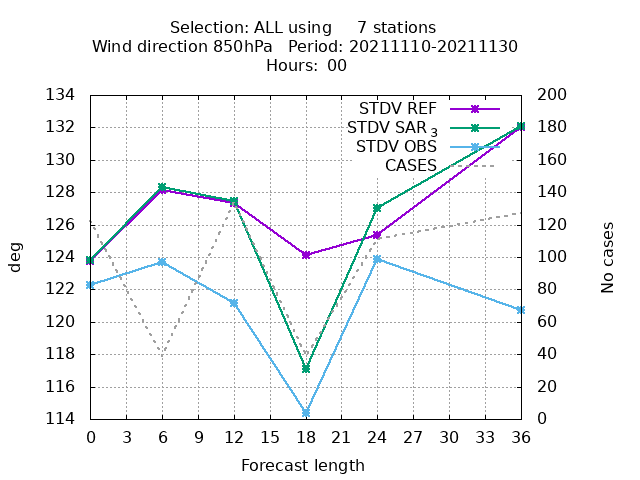 Selection: ALL using     7 stations
Wind direction 850hPa   Period: 20211110-20211130
Hours: 00
STDV REF
STDV SAR3
STDV OBS
CASES
134
132
130
128
126
124
122
120
118
116
114
deg
200
180
160
140
120
100
80
60
40
20
0
No cases
0 3 6 9 12 15 18 21 24 27 30 33 36
Forecast length